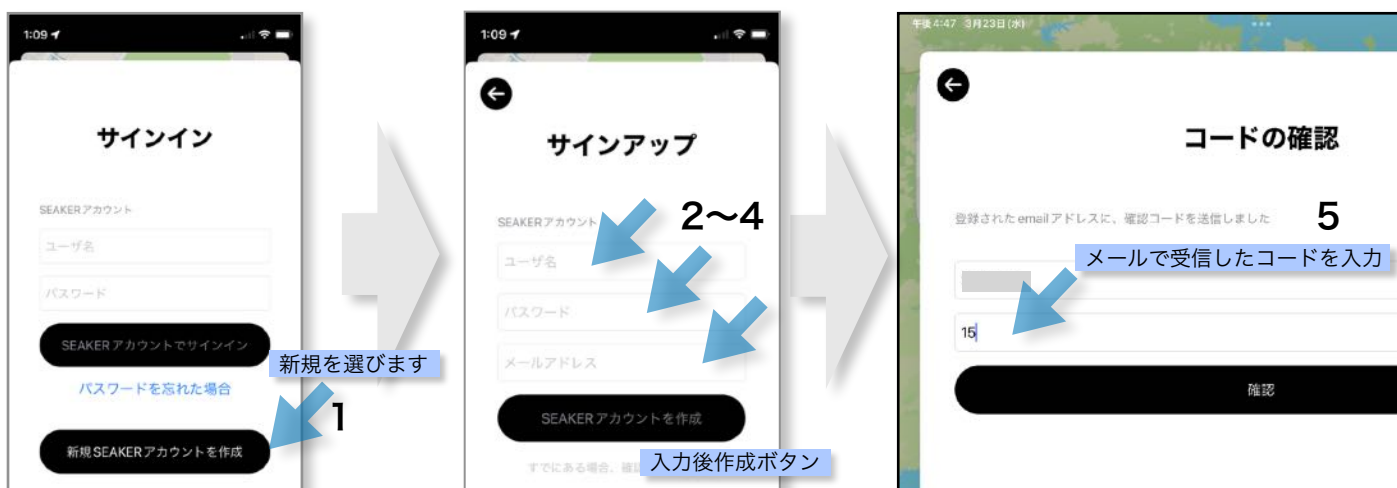 1:09
サインイン
SEAKERアカウント
ユーザ名
パスワード
SEAKERアカウントでサインイン
新規を選びます
パスワードを忘れた場合
1
新規SEAKERアカウントを作成
1:09
サインアップ
2〜4
SEAKERアカウント
ユーザ名
パスワード
メールアドレス
SEAKERアカウントを作成
すでにある場合、確認
入力後作成ボタン
午後4:47 3月23日(水)
コードの確認
登録されたemailアドレスに、確認コードを送信しました
5
メールで受信したコードを入力
15
確認